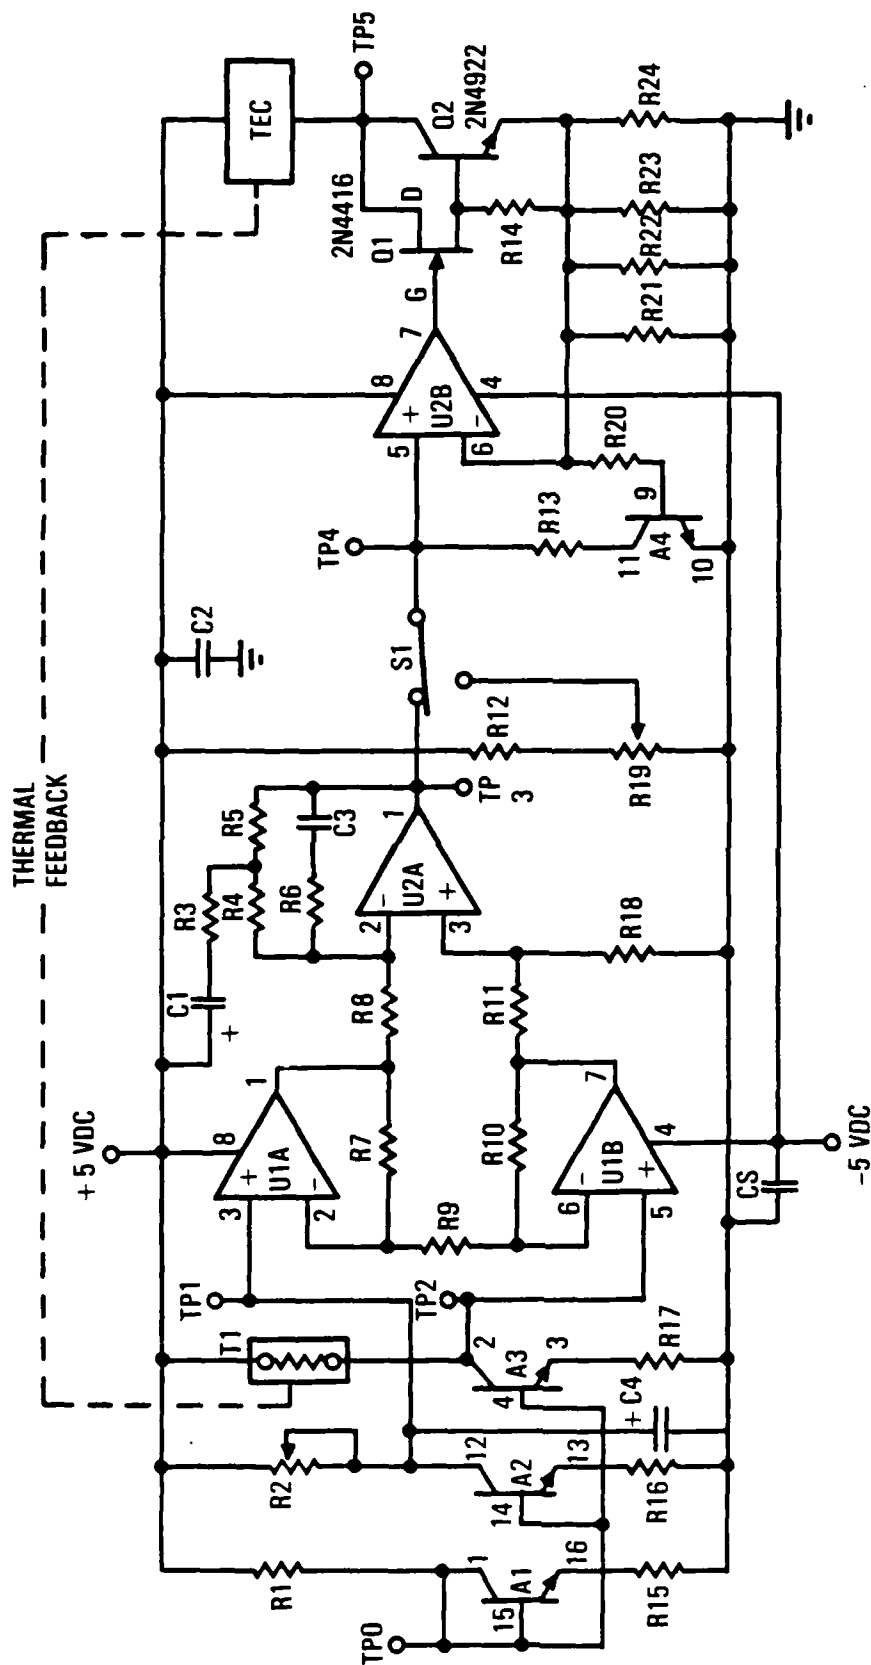 THERMAL
FEEDBACK
+5 VDC
TP0
R1
1
15
A1
16
R15
R2
12
14
A2
13
R16
T1
2
4
A3
3
R17
+
C4
TP1
TP2
3
+
8
U1A
-
2
1
R7
R9
R10
6
-
U1B
+
5
7
4
CS
-5 VDC
C1
+
R3
R4
R5
R6
C3
R8
R11
2
-
U2A
+
3
1
R18
TP
3
R12
R19
S1
C2
TP4
R13
11
A4
10
9
R20
5
+
8
U2B
-
6
7
4
G
Q1
2N4416
D
R14
R21
R22
R23
R24
TEC
TP5
Q2
2N4922